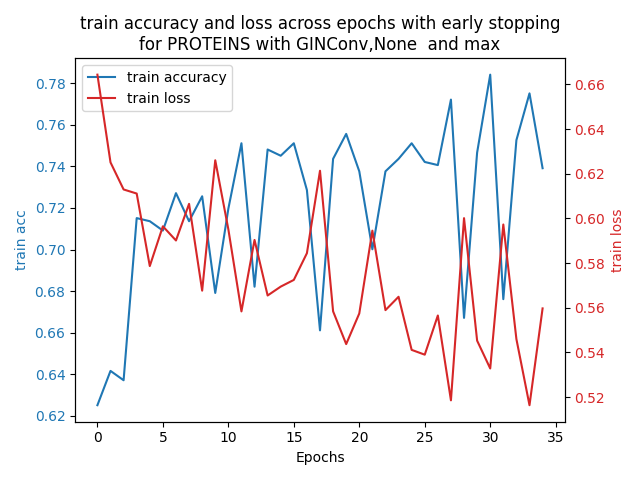 train accuracy and loss across epochs with early stopping
for PROTEINS with GINConv,None  and max
train accuracy
train loss
0.78
0.76
0.74
0.72
0.70
0.68
0.66
0.64
0.62
train acc
0.66
0.64
0.62
0.60
0.58
0.56
0.54
0.52
train loss
0 5 10 15 20 25 30 35
Epochs